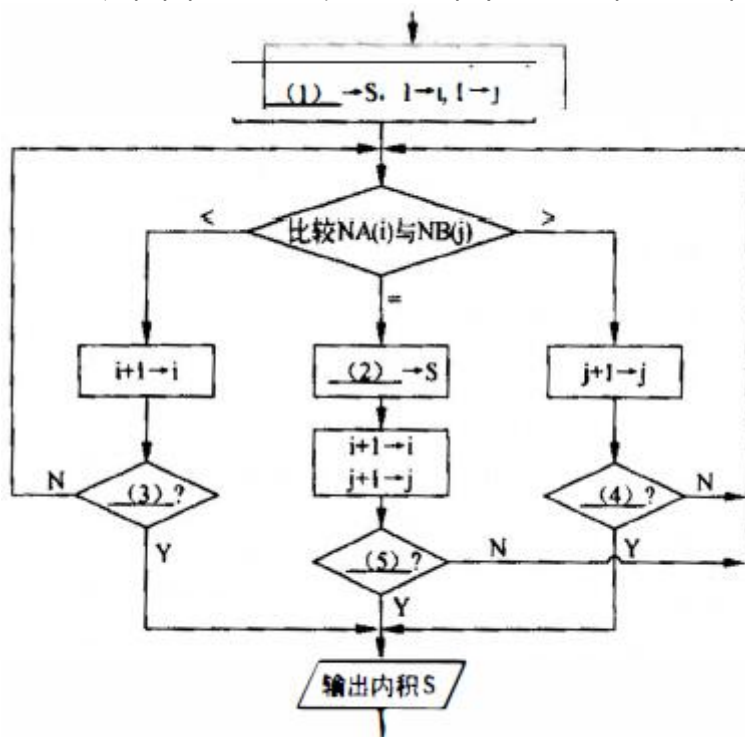 (1) →S, 1→i, 1→j
比较NA(i)与NB(j)
<
>
=
i+1→i
(2) →S
j+1→j
i+1→i
j+1→j
N
(3) ?
(4) ?
N
Y
(5) ?
N
Y
Y
输出内积S